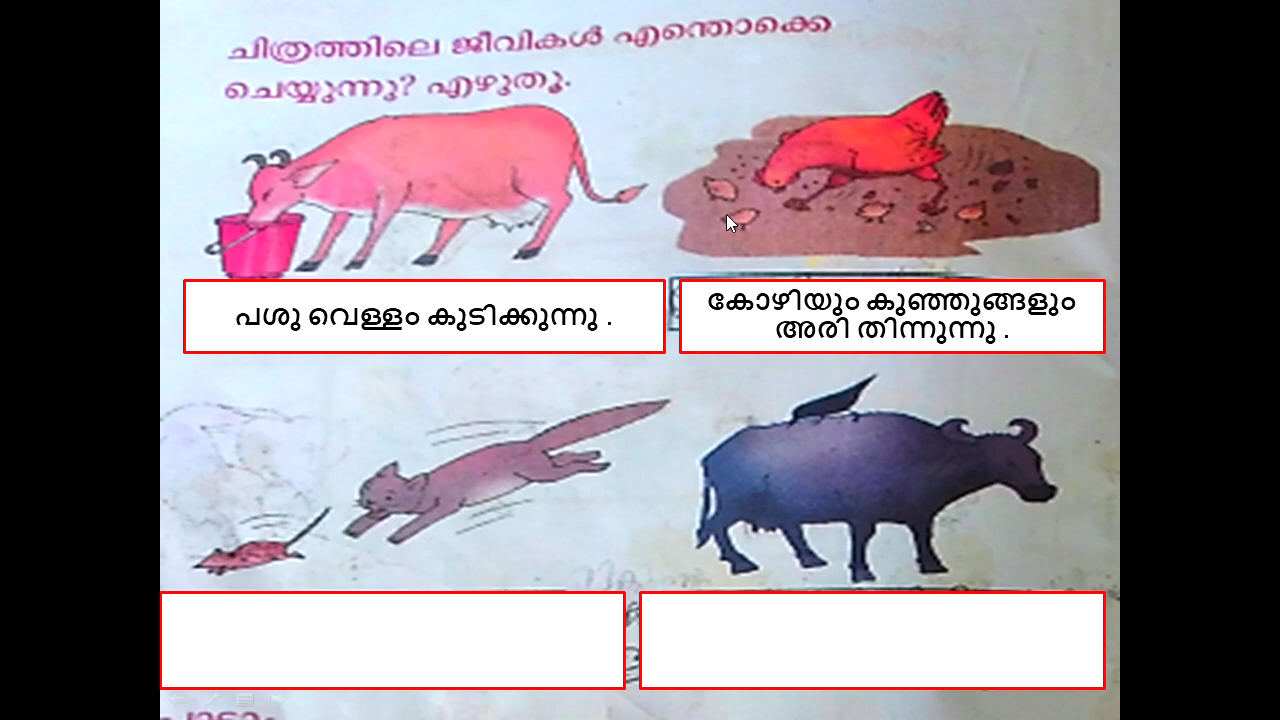 ചിത്രത്തിലെ ജീവികൾ എന്തൊക്കെ
ചെയ്യുന്നു? എഴുതൂ.
പശു വെള്ളം കുടിക്കുന്നു .
കോഴിയും കുഞ്ഞുങ്ങളും
അരി തിന്നുന്നു .